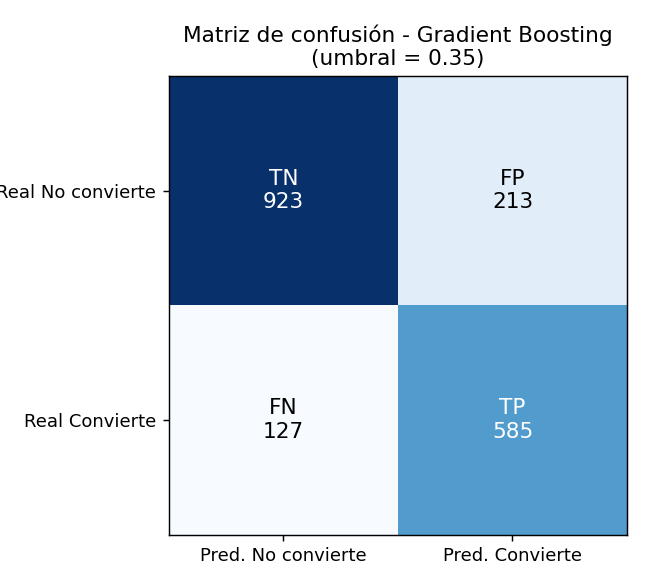 Matriz de confusión - Gradient Boosting
(umbral = 0.35)
Real No convierte
TN
923
FP
213
Real Convierte
FN
127
TP
585
Pred. No convierte
Pred. Convierte